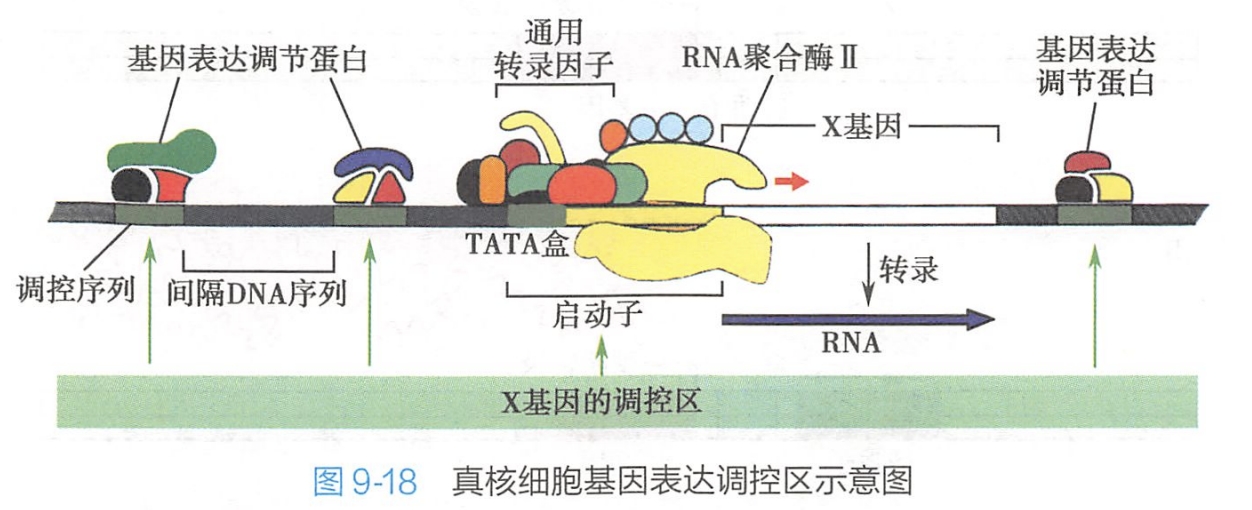 通用
转录因子
基因表达调节蛋白
RNA聚合酶Ⅱ
基因表达
调节蛋白
X基因
TATA盒
调控序列
间隔DNA序列
启动子
转录
RNA
X基因的调控区
图 9-18 真核细胞基因表达调控区示意图